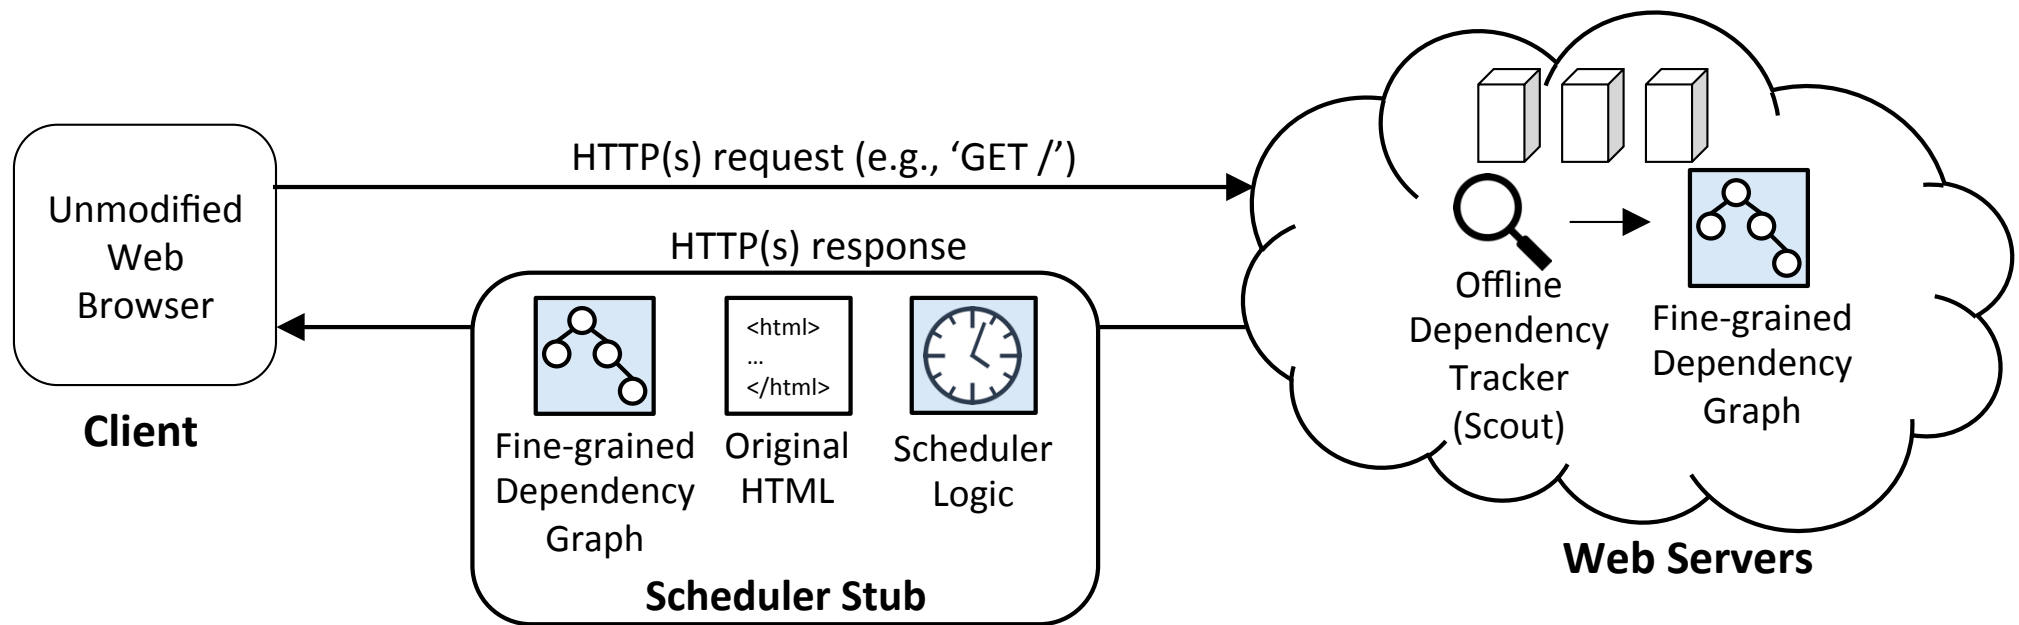 Unmodified
Web
Browser
Client
HTTP(s) request (e.g., ‘GET /’)
HTTP(s) response
Fine-grained
Dependency
Graph
<html>
...
</html>
Original
HTML
Scheduler
Logic
Scheduler Stub
Offline
Dependency
Tracker
(Scout)
Fine-grained
Dependency
Graph
Web Servers